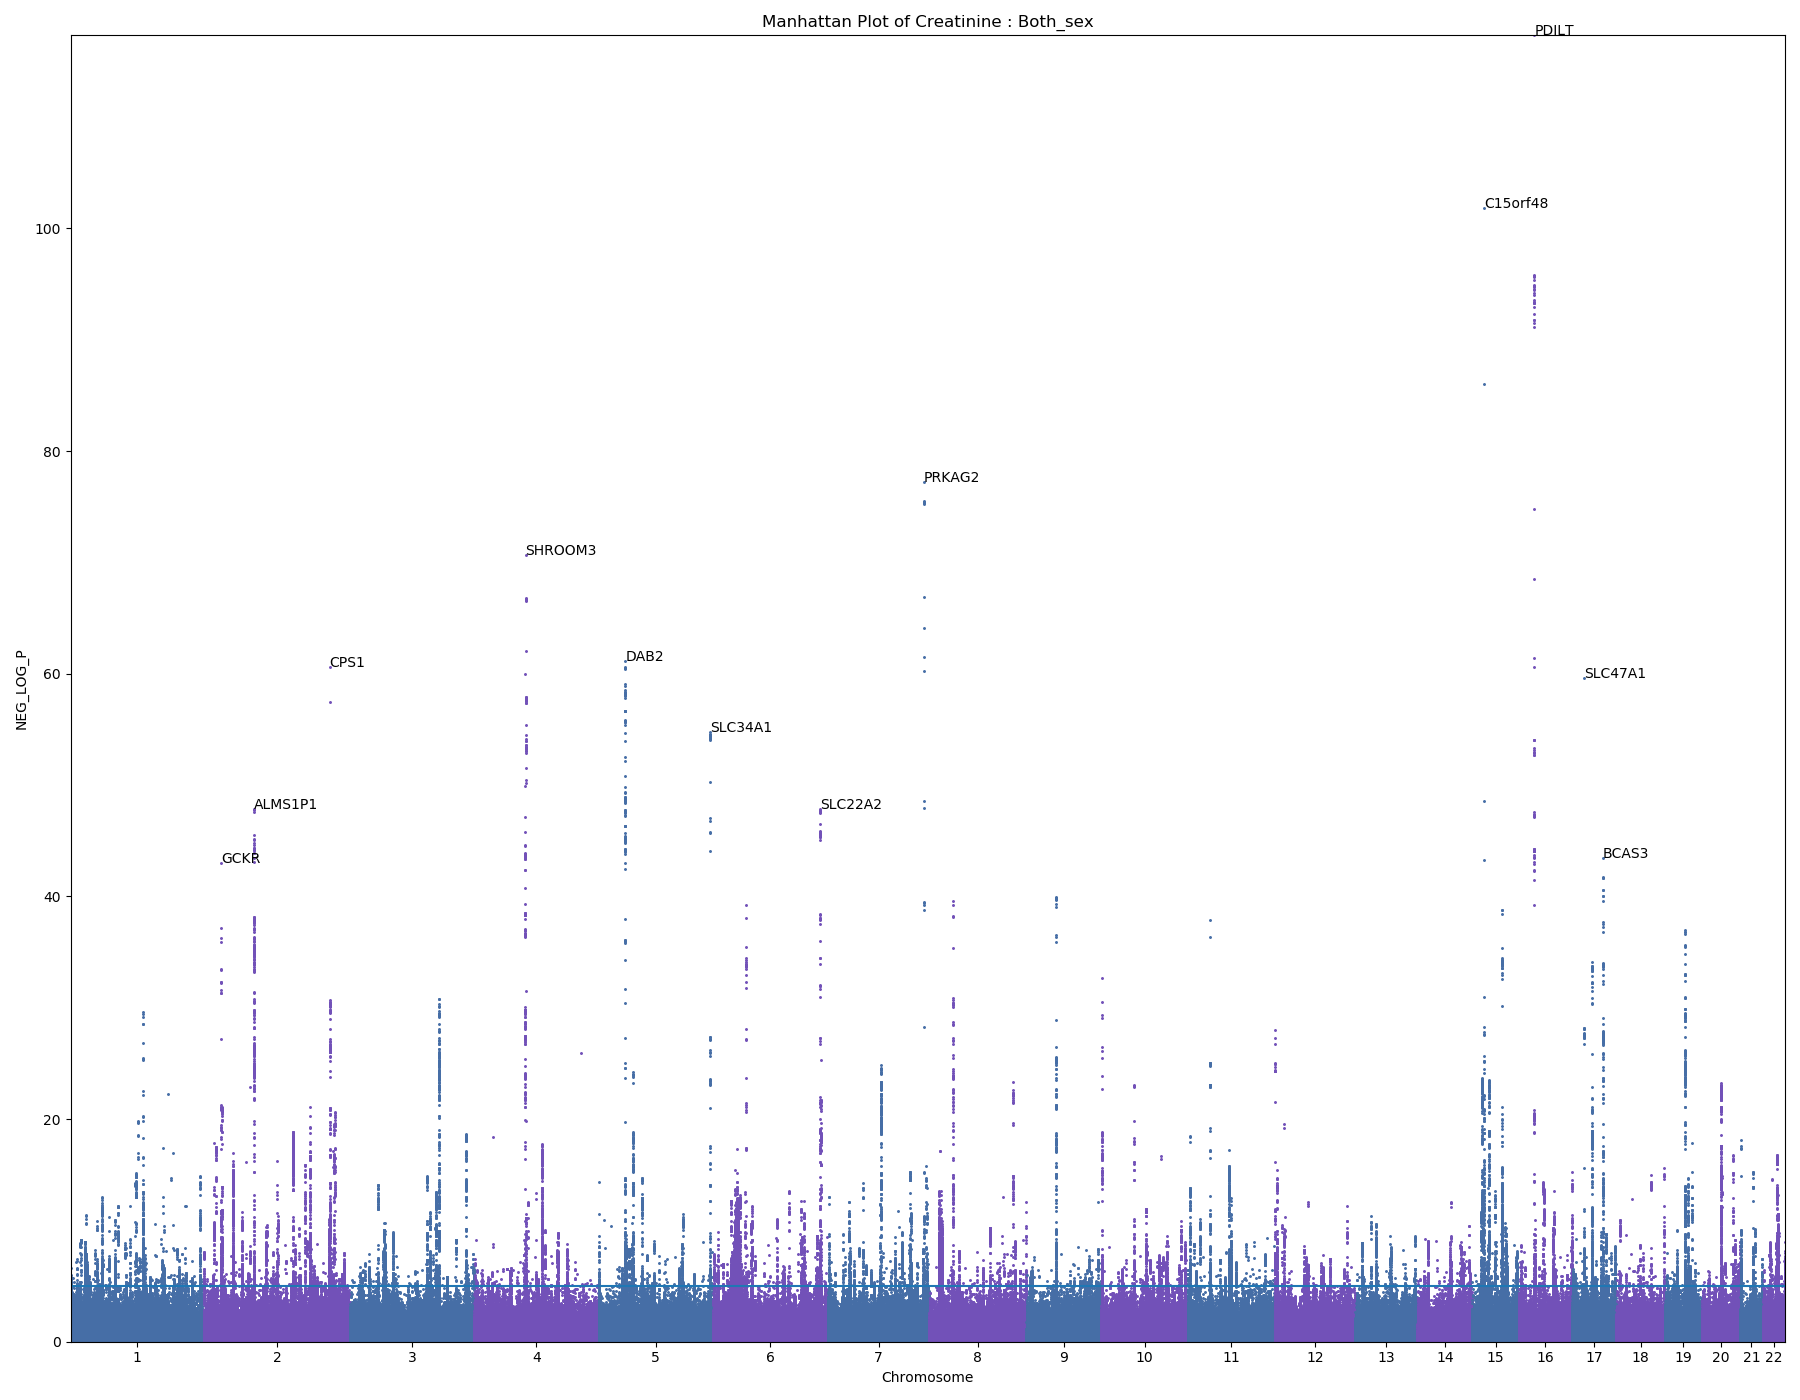 Manhattan Plot of Creatinine : Both_sex
PDILT
C15orf48
100
80
PRKAG2
SHROOM3
CPS1
DAB2
60
SLC47A1
NEG_LOG_P
SLC34A1
ALMS1P1
SLC22A2
GCKR
BCAS3
40
20
0
1 2 3 4 5 6 7 8 9 10 11 12 13 14 15 16 17 18 19 20 21 22
Chromosome